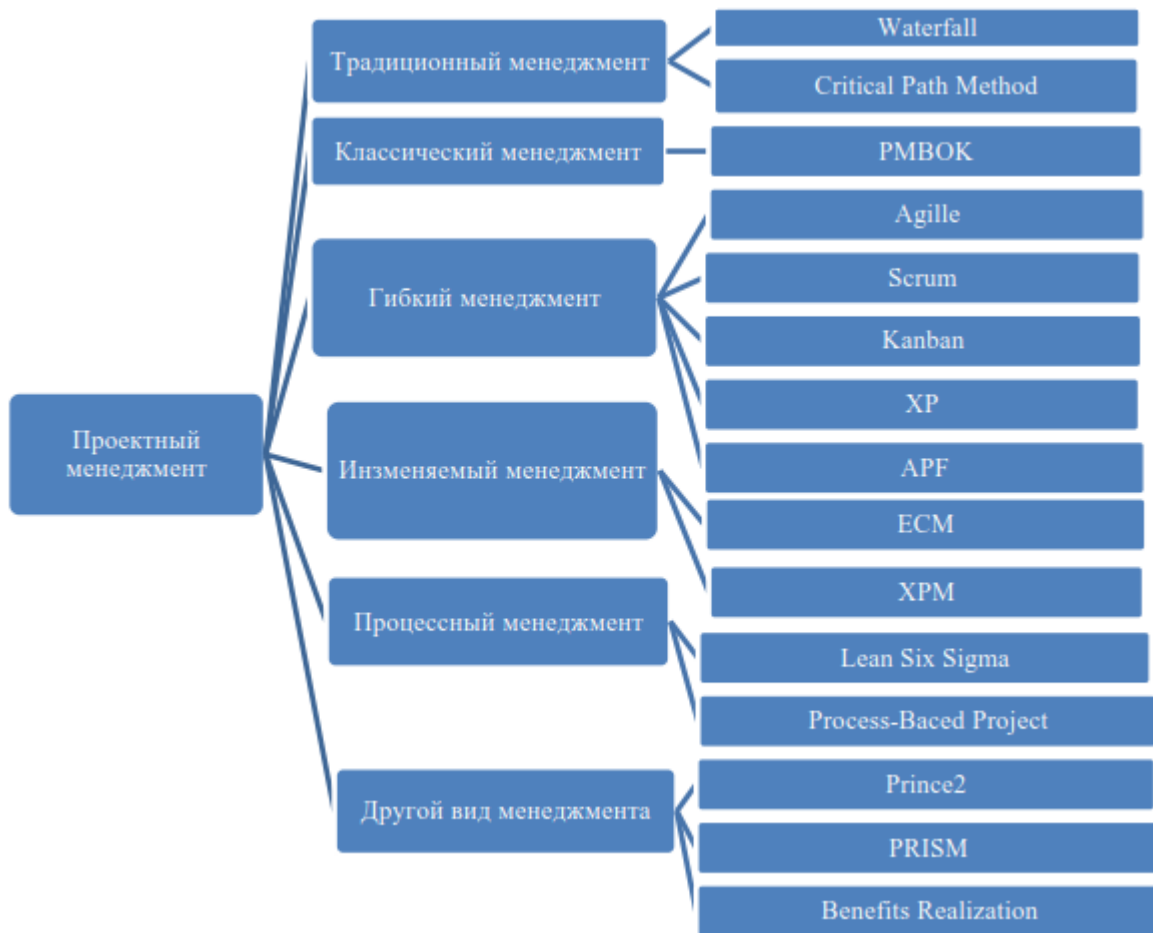 Проектный
менеджмент
Традиционный менеджмент
Waterfall
Critical Path Method
Классический менеджмент
PMBOK
Гибкий менеджмент
Agille
Scrum
Kanban
XP
APF
Инзменяемый менеджмент
ECM
XPM
Процессный менеджмент
Lean Six Sigma
Process-Baced Project
Другой вид менеджмента
Prince2
PRISM
Benefits Realization